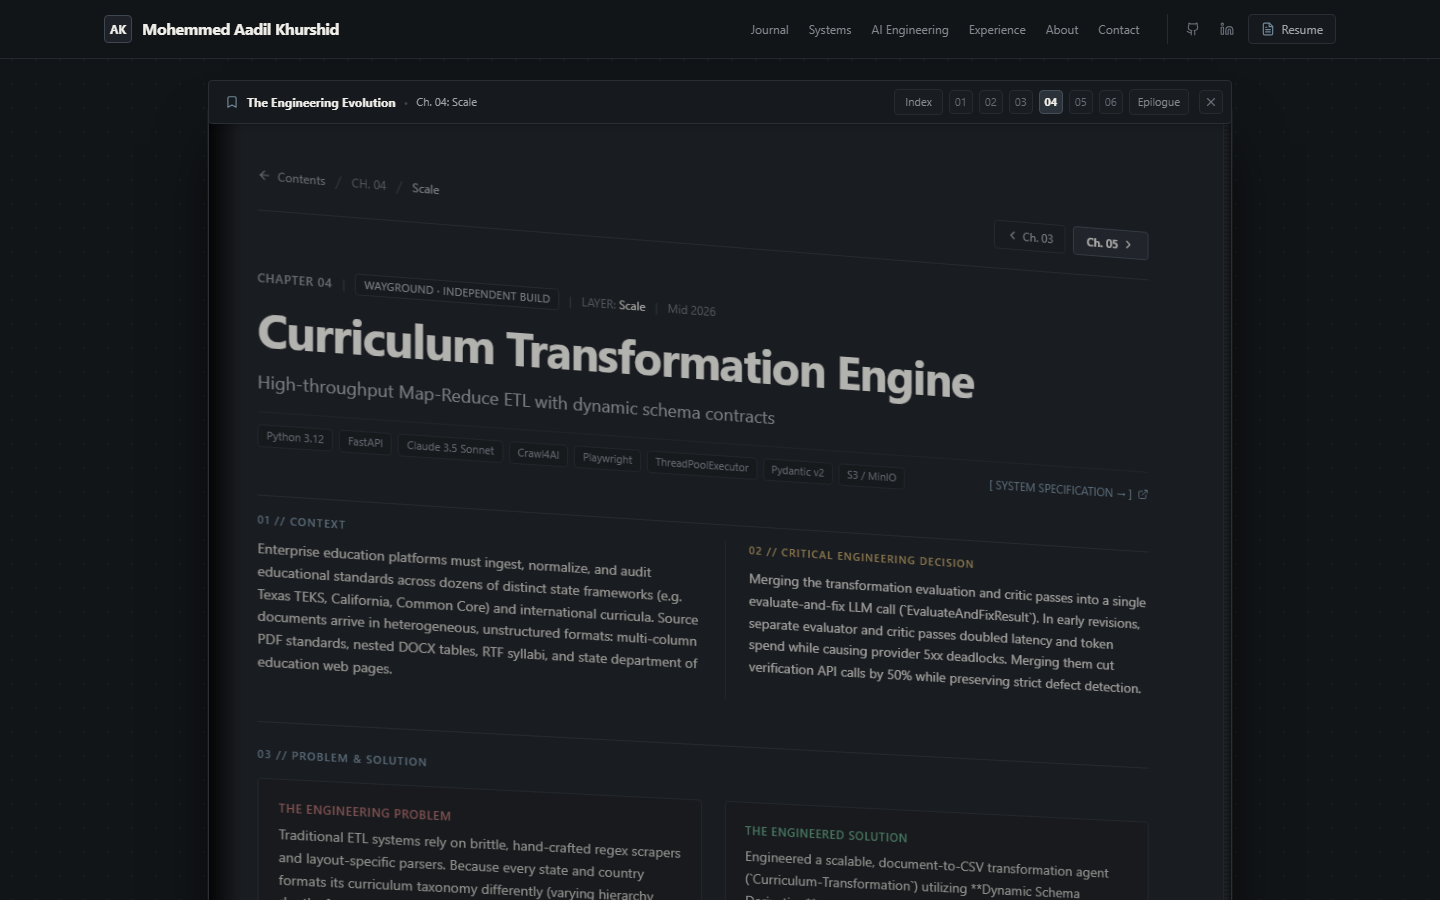 AK Mohemmed Aadil Khurshid
Journal Systems AI Engineering Experience About Contact Resume
The Engineering Evolution • Ch. 04: Scale
Index 01 02 03 04 05 06 Epilogue
← Contents / CH. 04 / Scale
Ch. 03 Ch. 05
CHAPTER 04 | WAYGROUND · INDEPENDENT BUILD | LAYER: Scale | Mid 2026
Curriculum Transformation Engine
High-throughput Map-Reduce ETL with dynamic schema contracts
Python 3.12 FastAPI Claude 3.5 Sonnet Crawl4AI Playwright ThreadPoolExecutor Pydantic v2 S3 / MinIO
[ SYSTEM SPECIFICATION → ]
01 // CONTEXT
Enterprise education platforms must ingest, normalize, and audit
educational standards across dozens of distinct state frameworks (e.g.
Texas TEKS, California, Common Core) and international curricula. Source
documents arrive in heterogeneous, unstructured formats: multi-column
PDF standards, nested DOCX tables, RTF syllabi, and state department of
education web pages.
02 // CRITICAL ENGINEERING DECISION
Merging the transformation evaluation and critic passes into a single
evaluate-and-fix LLM call (`EvaluateAndFixResult`). In early revisions,
separate evaluator and critic passes doubled latency and token
spend while causing provider 5xx deadlocks. Merging them cut
verification API calls by 50% while preserving strict defect detection.
03 // PROBLEM & SOLUTION
THE ENGINEERING PROBLEM
Traditional ETL systems rely on brittle, hand-crafted regex scrapers
and layout-specific parsers. Because every state and country
formats its curriculum taxonomy differently (varying hierarchy
THE ENGINEERED SOLUTION
Engineered a scalable, document-to-CSV transformation agent
(`Curriculum-Transformation`) utilizing **Dynamic Schema